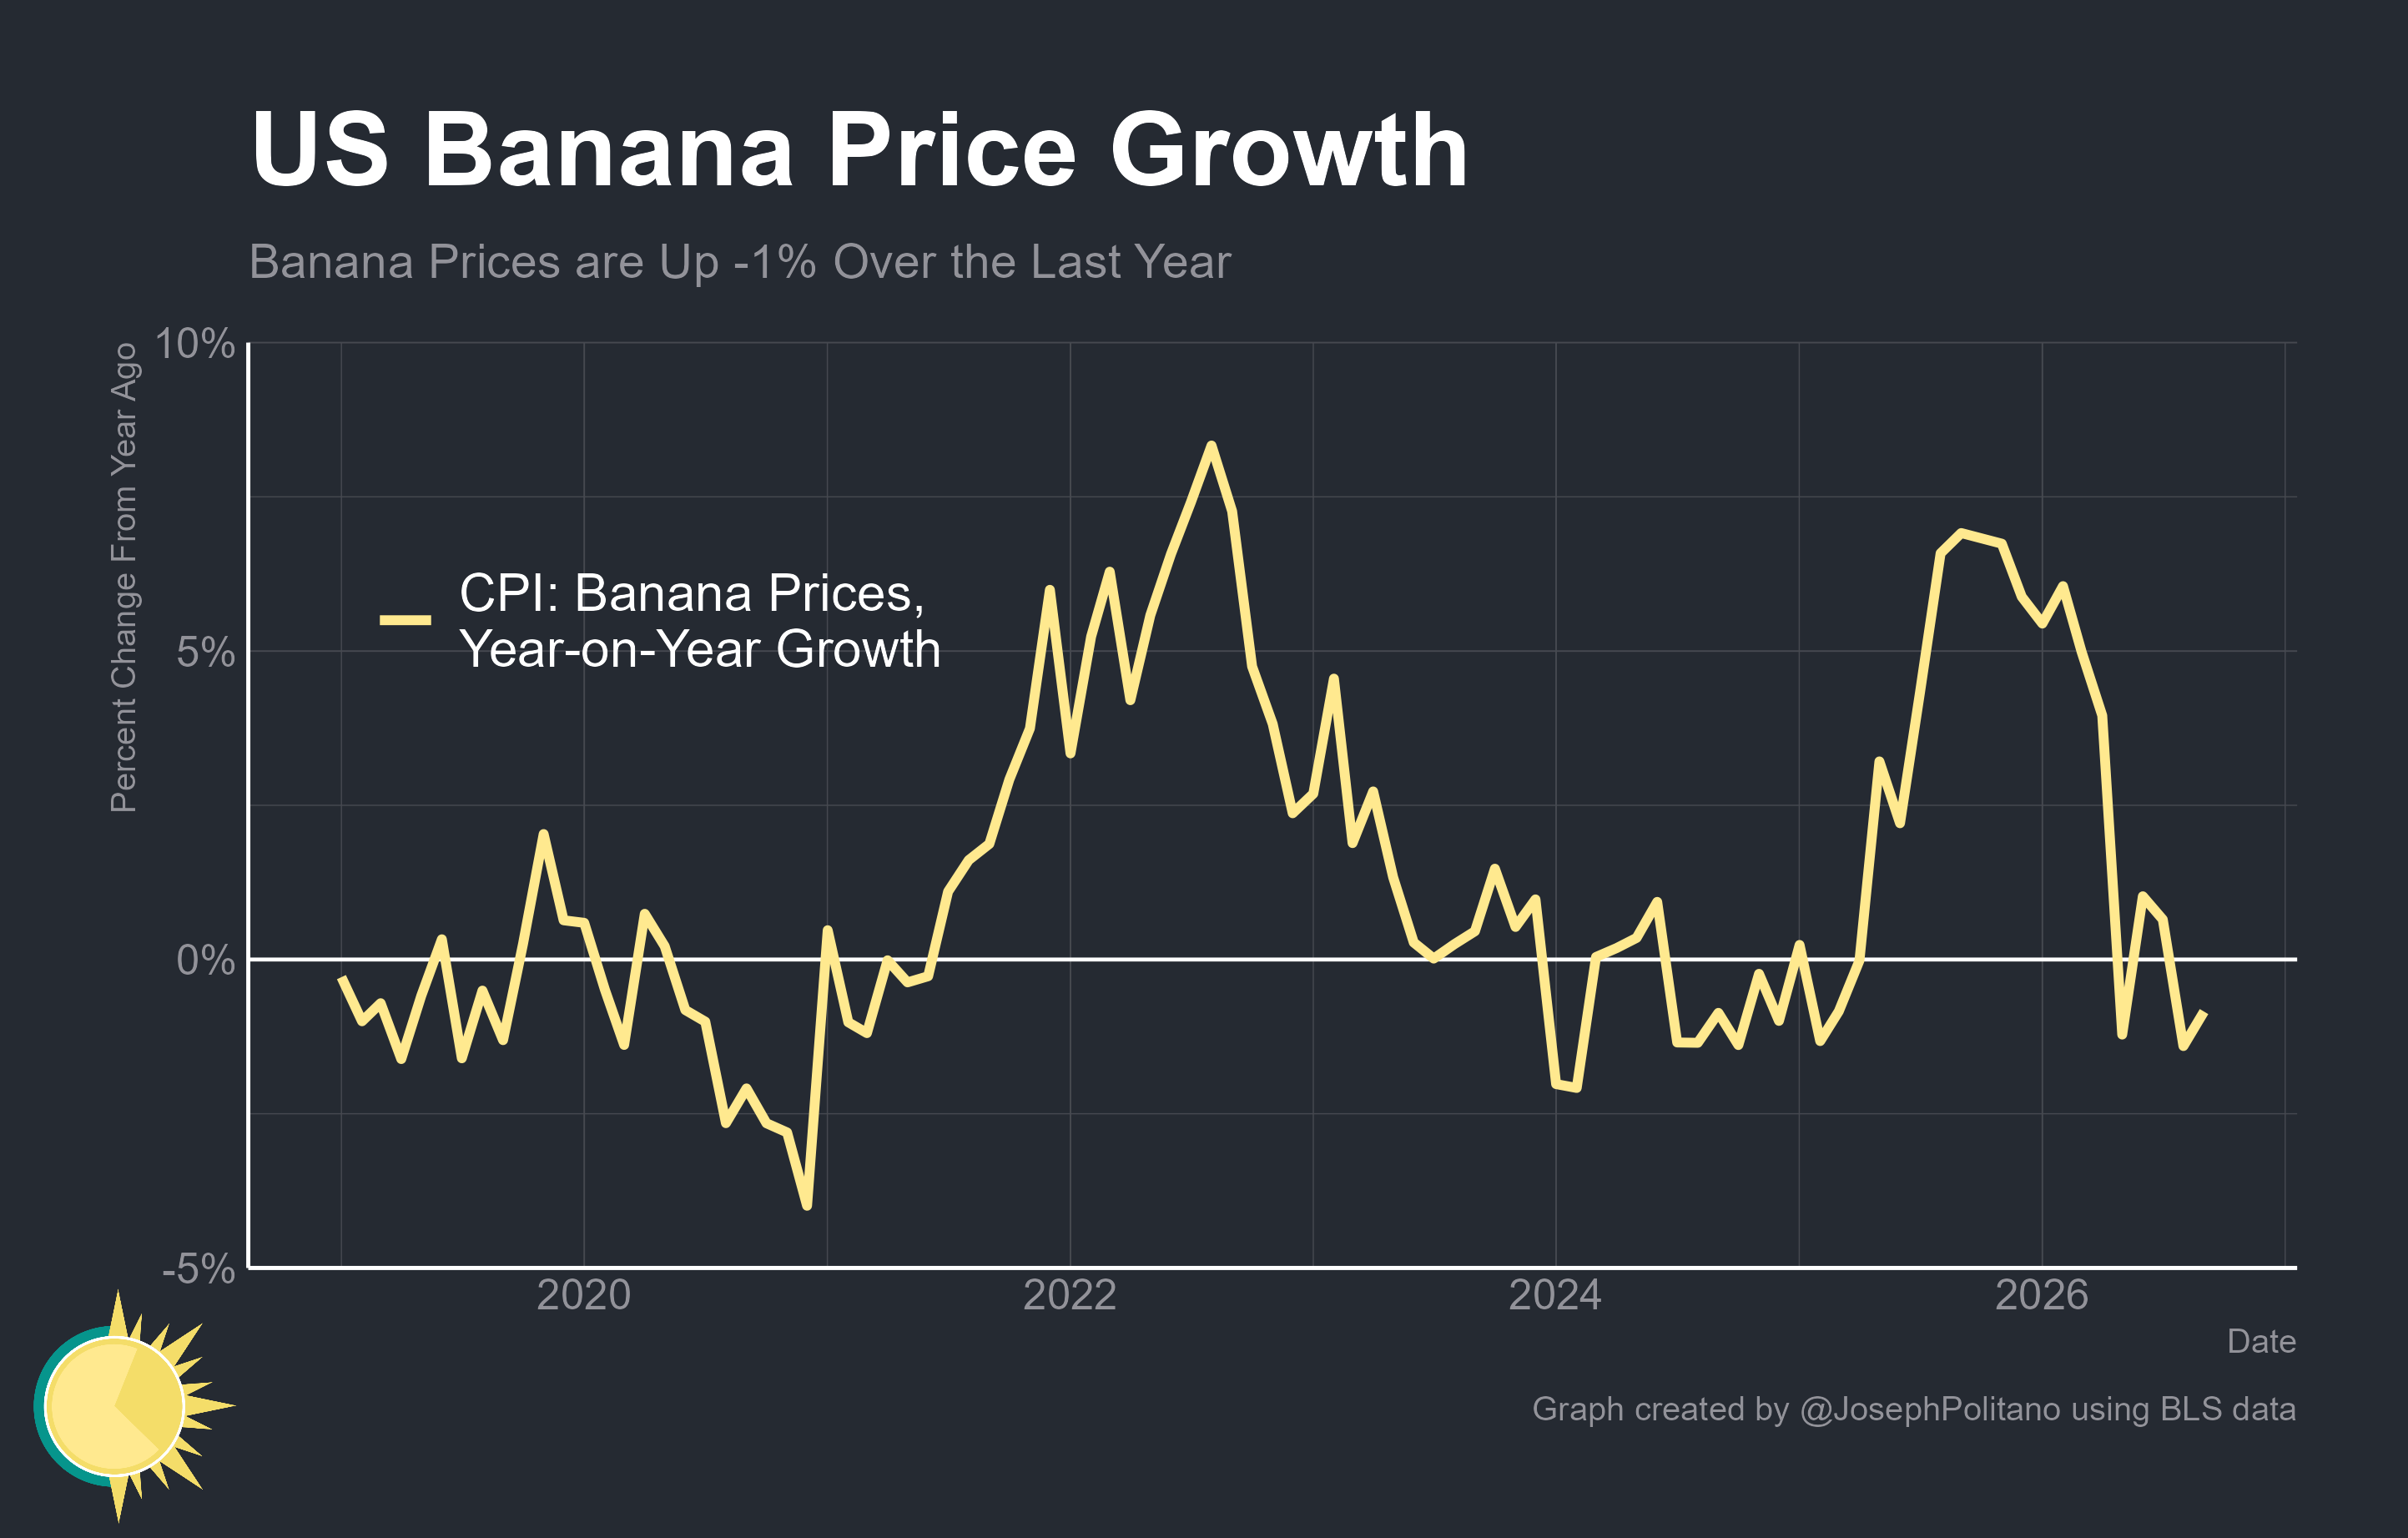 US Banana Price Growth
Banana Prices are Up -1% Over the Last Year
Percent Change From Year Ago
10%
5%
0%
-5%
CPI: Banana Prices,
Year-on-Year Growth
2020 2022 2024 2026
Date
Graph created by @JosephPolitano using BLS data